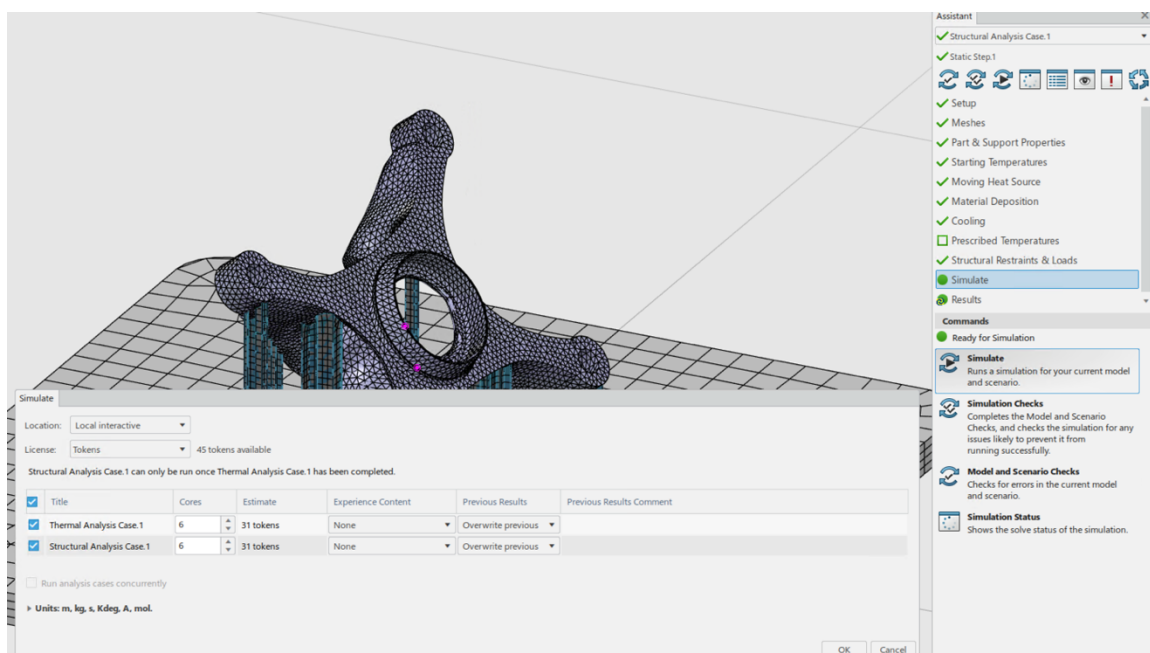 Assistant
Structural Analysis Case.1
Static Step.1
Setup
Meshes
Part & Support Properties
Starting Temperatures
Moving Heat Source
Material Deposition
Cooling
Prescribed Temperatures
Structural Restraints & Loads
Simulate
Results
Commands
Ready for Simulation
Simulate
Runs a simulation for your current model
and scenario.
Simulation Checks
Completes the Model and Scenario
Checks, and checks the simulation for any
issues likely to prevent it from
running successfully.
Model and Scenario Checks
Checks for errors in the current model
and scenario.
Simulation Status
Shows the solve status of the simulation.
Simulate
Location: Local interactive
License: Tokens 45 tokens available
Structural Analysis Case.1 can only be run once Thermal Analysis Case.1 has been completed.
Title Cores Estimate Experience Content Previous Results Previous Results Comment
Thermal Analysis Case.1 6 31 tokens None Overwrite previous
Structural Analysis Case.1 6 31 tokens None Overwrite previous
Run analysis cases concurrently
Units: m, kg, s, Kdeg, A, mol.
OK Cancel